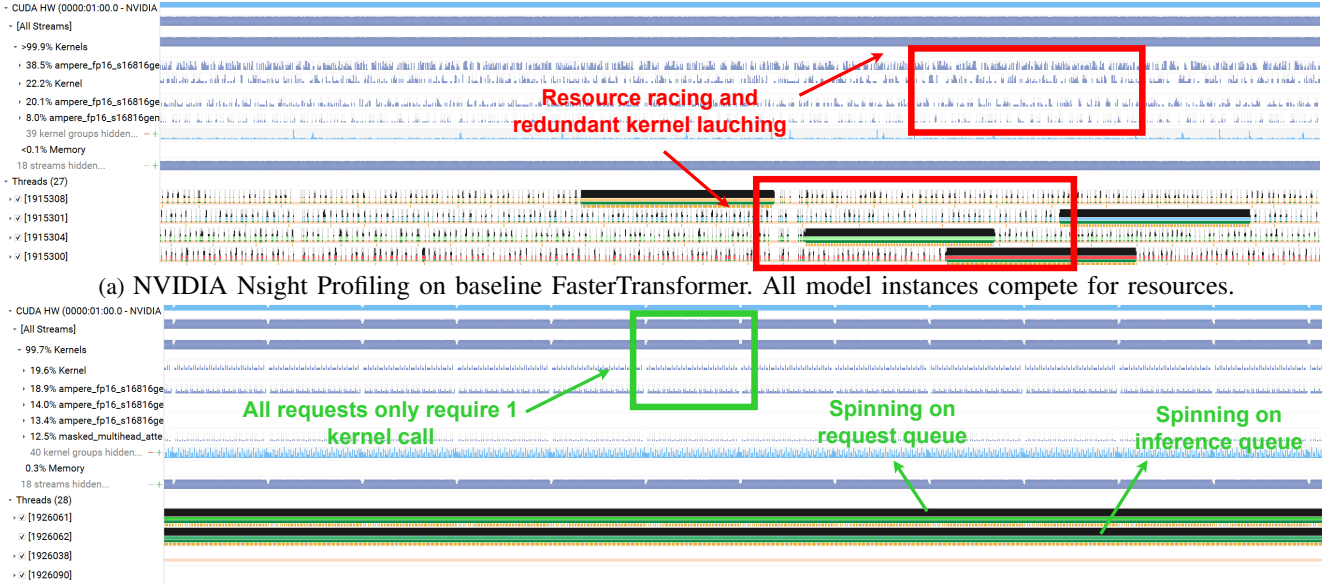 CUDA HW (0000:01:00.0 - NVIDIA
[All Streams]
>99.9% Kernels
38.5% ampere_fp16_s16816ge
22.2% Kernel
20.1% ampere_fp16_s16816ge
8.0% ampere_fp16_s16816gen
39 kernel groups hidden... − +
<0.1% Memory
18 streams hidden... − +
Threads (27)
[1915308]
[1915301]
[1915304]
[1915300]
Resource racing and
redundant kernel lauching
(a) NVIDIA Nsight Profiling on baseline FasterTransformer. All model instances compete for resources.
CUDA HW (0000:01:00.0 - NVIDIA
[All Streams]
99.7% Kernels
19.6% Kernel
18.9% ampere_fp16_s16816ge
14.0% ampere_fp16_s16816ge
13.4% ampere_fp16_s16816ge
12.5% masked_multihead_atte
40 kernel groups hidden... − +
0.3% Memory
18 streams hidden... − +
Threads (28)
[1926061]
[1926062]
[1926038]
[1926090]
All requests only require 1
kernel call
Spinning on
request queue
Spinning on
inference queue